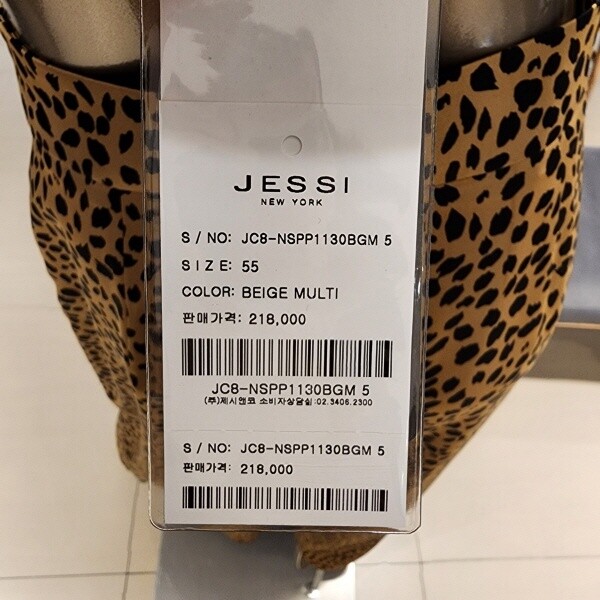 JESSI
NEW YORK
S / NO: JC8-NSPP1130BGM 5
SIZE: 55
COLOR: BEIGE MULTI
판매가격: 218,000
JC8-NSPP1130BGM 5
(주)제시앤코 소비자상담실:02.3406.2300
S / NO: JC8-NSPP1130BGM 5
판매가격: 218,000